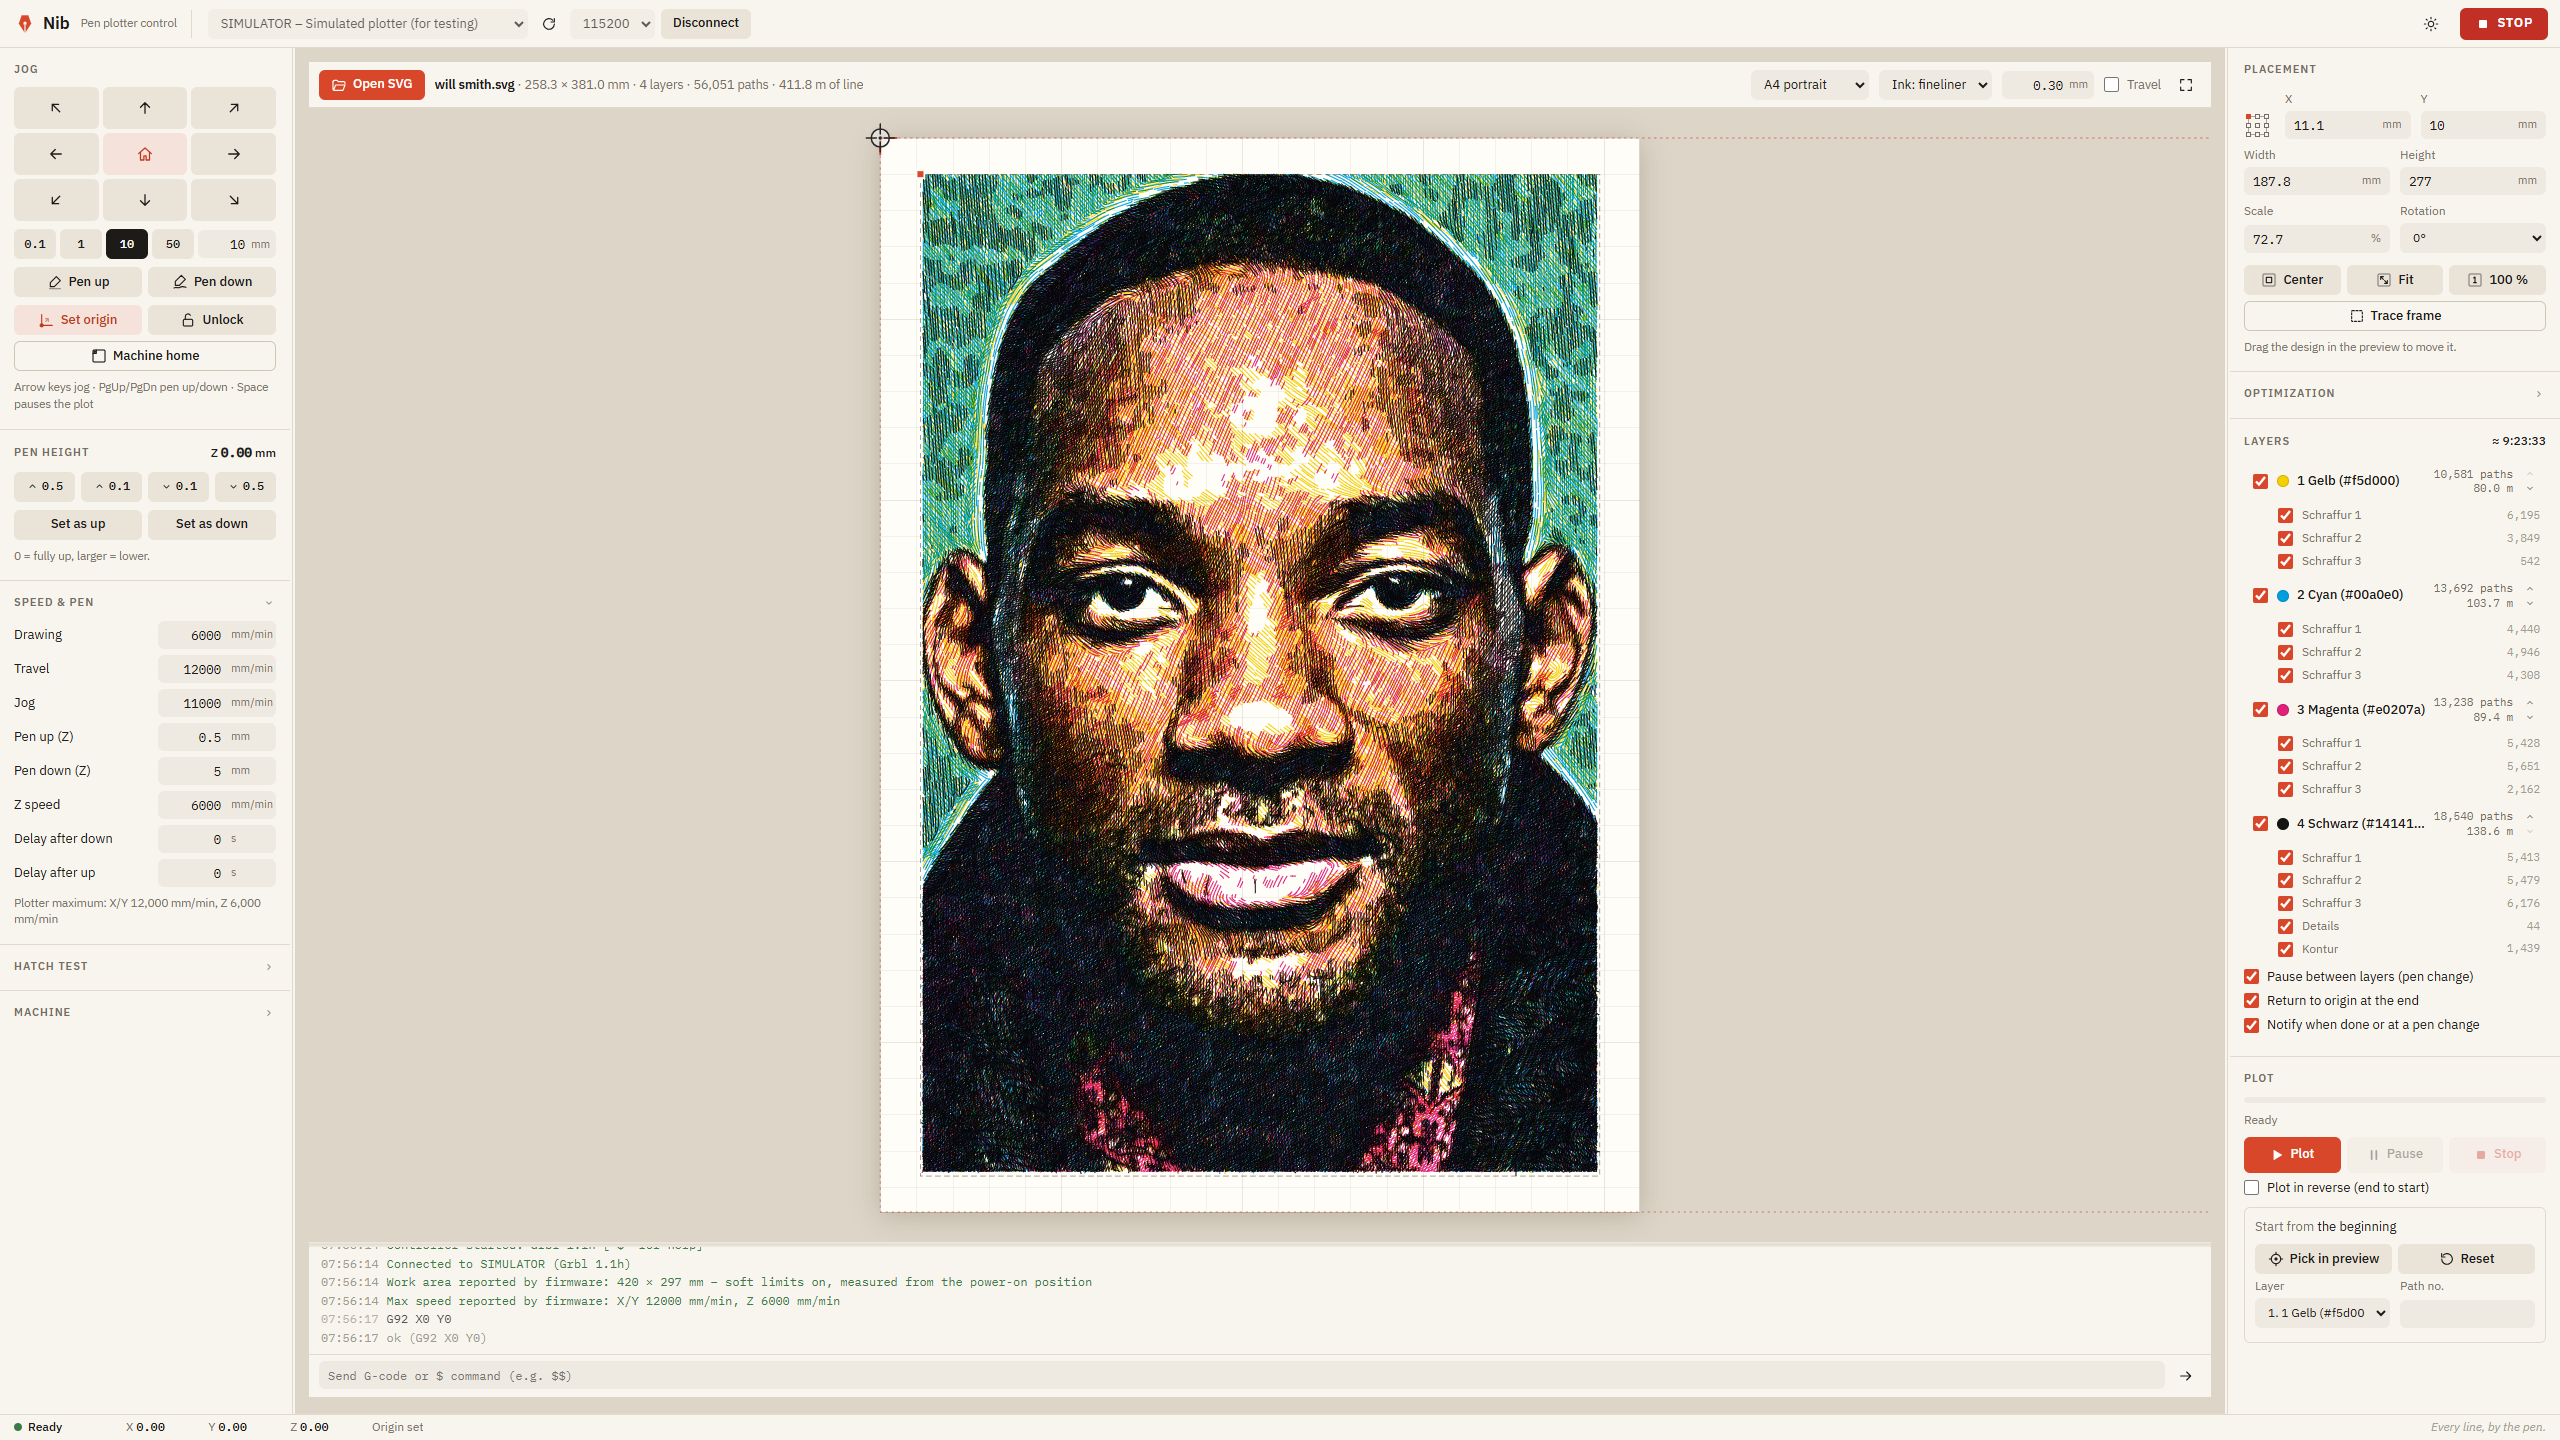 Nib Pen plotter control SIMULATOR – Simulated plotter (for testing) 115200 Disconnect STOP
JOG
0.1 1 10 50 10 mm
Pen up Pen down
Set origin Unlock
Machine home
Arrow keys jog · PgUp/PgDn pen up/down · Space
pauses the plot
PEN HEIGHT Z 0.00 mm
0.5 0.1 0.1 0.5
Set as up Set as down
0 = fully up, larger = lower.
SPEED & PEN
Drawing 6000 mm/min
Travel 12000 mm/min
Jog 11000 mm/min
Pen up (Z) 0.5 mm
Pen down (Z) 5 mm
Z speed 6000 mm/min
Delay after down 0 s
Delay after up 0 s
Plotter maximum: X/Y 12,000 mm/min, Z 6,000
mm/min
HATCH TEST
MACHINE
Open SVG will smith.svg · 258.3 × 381.0 mm · 4 layers · 56,051 paths · 411.8 m of line A4 portrait Ink: fineliner 0.30 mm Travel
07:56:14 Controller started: Grbl 1.1h ['$' for help]
07:56:14 Connected to SIMULATOR (Grbl 1.1h)
07:56:14 Work area reported by firmware: 420 × 297 mm – soft limits on, measured from the power-on position
07:56:14 Max speed reported by firmware: X/Y 12000 mm/min, Z 6000 mm/min
07:56:17 G92 X0 Y0
07:56:17 ok (G92 X0 Y0)
Send G-code or $ command (e.g. $$)
PLACEMENT
X Y
11.1 mm 10 mm
Width Height
187.8 mm 277 mm
Scale Rotation
72.7 % 0°
Center Fit 100 %
Trace frame
Drag the design in the preview to move it.
OPTIMIZATION
LAYERS ≈ 9:23:33
1 Gelb (#f5d000) 10,581 paths
80.0 m
Schraffur 1 6,195
Schraffur 2 3,849
Schraffur 3 542
2 Cyan (#00a0e0) 13,692 paths
103.7 m
Schraffur 1 4,440
Schraffur 2 4,946
Schraffur 3 4,308
3 Magenta (#e0207a) 13,238 paths
89.4 m
Schraffur 1 5,428
Schraffur 2 5,651
Schraffur 3 2,162
4 Schwarz (#14141... 18,540 paths
138.6 m
Schraffur 1 5,413
Schraffur 2 5,479
Schraffur 3 6,176
Details 44
Kontur 1,439
Pause between layers (pen change)
Return to origin at the end
Notify when done or at a pen change
PLOT
Ready
Plot Pause Stop
Plot in reverse (end to start)
Start from the beginning
Pick in preview Reset
Layer Path no.
1. 1 Gelb (#f5d00
Ready X 0.00 Y 0.00 Z 0.00 Origin set Every line, by the pen.